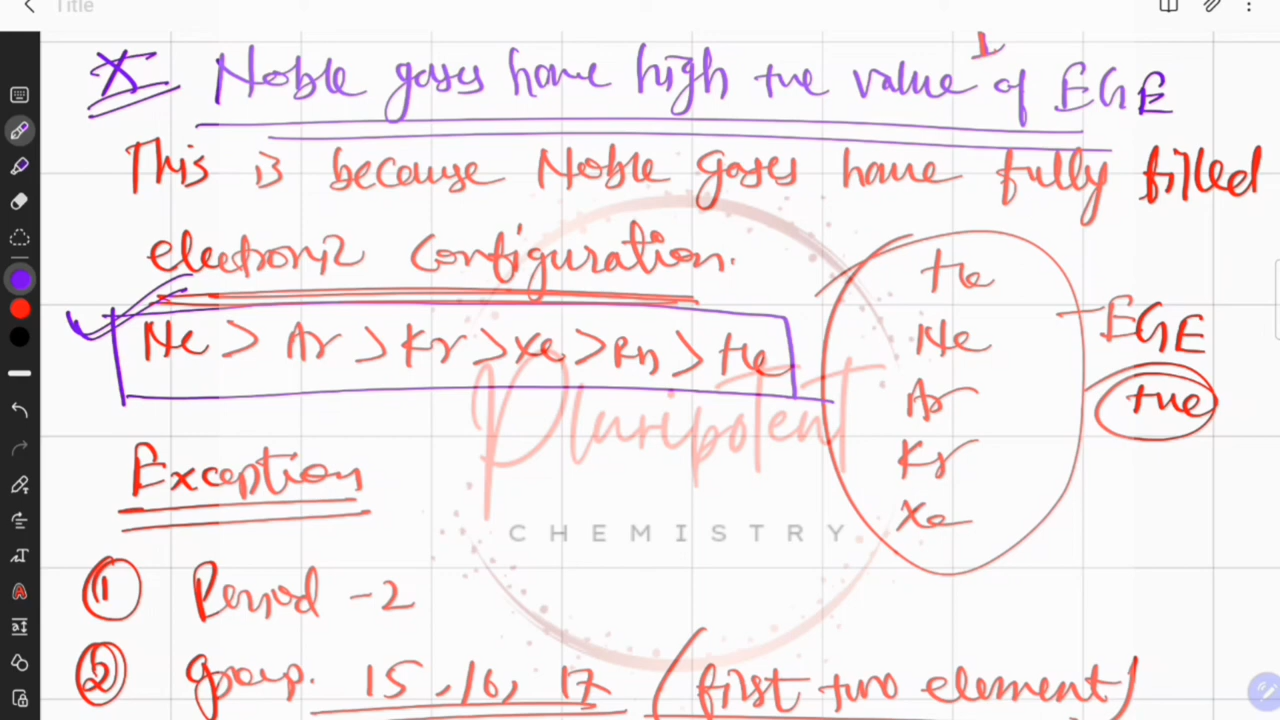 Title
X Noble gases have high +ve value of EGE
This is because Noble gases have fully filled
electronic configuration.
Ne > Ar > Kr > Xe > Rn > He
He
Ne
Ar
Kr
Xe
EGE
+ve
Pluripotent
CHEMISTRY
Exception
① Period - 2
② group. 15, 16, 17 (first two element)